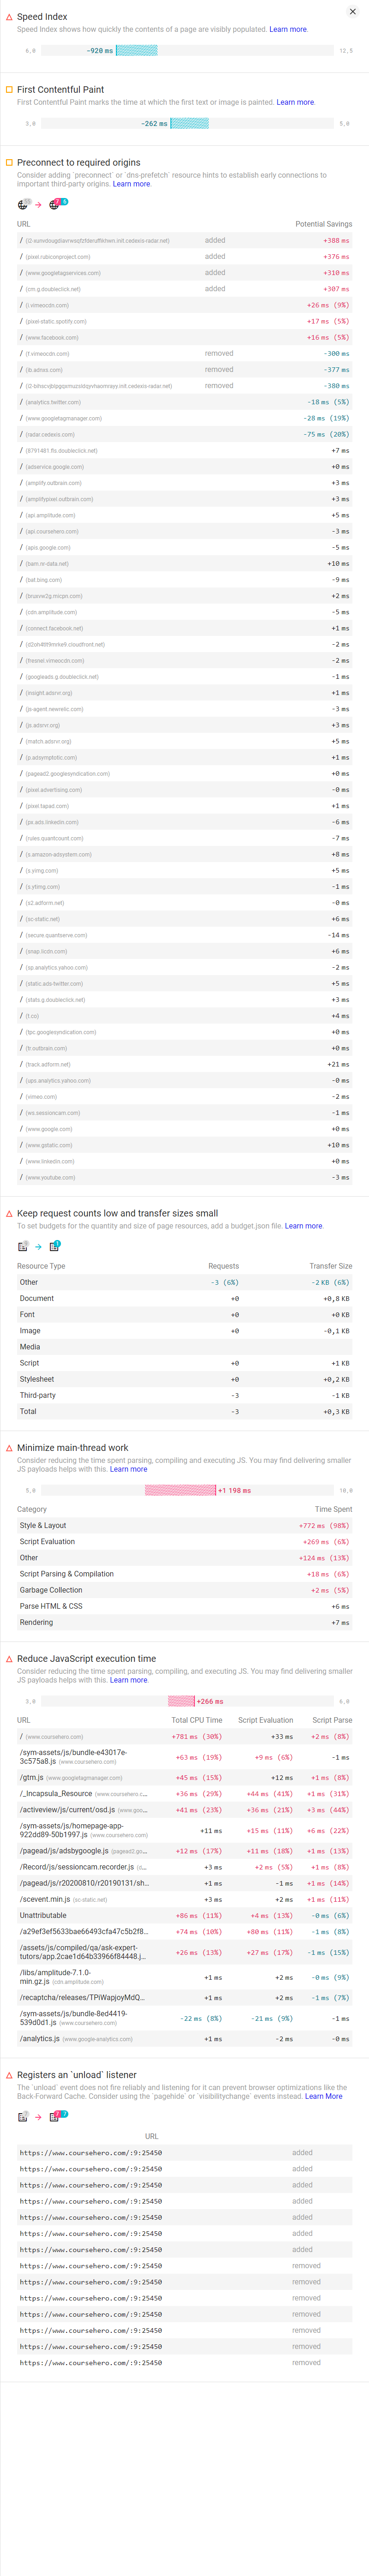 Speed Index
Speed Index shows how quickly the contents of a page are visibly populated. Learn more.
6,0 -920 ms 12,5
First Contentful Paint
First Contentful Paint marks the time at which the first text or image is painted. Learn more
3,0 -262 ms 5,0
Preconnect to required origins
Consider adding `preconnect` or `dns-prefetch` resource hints to establish early connections to
important third-party origins. Learn more.
URL Potential Savings
/ added +388 ms
/ (pixel.rubiconproject.com) added +376 ms
/ (www.googletagservices.com) added +310 ms
/ (cm.g.doubleclick.net) added +307 ms
/ (i.vimeocdn.com) +26 ms (9%)
/ (pixel-static.spotify.com) +17 ms (5%)
/ (www.facebook.com) +16 ms (5%)
/ (f.vimeocdn.com) removed -300 ms
/ (ib.adnxs.com) removed -377 ms
/ removed -380 ms
/ (analytics.twitter.com) -18 ms (5%)
/ (www.googletagmanager.com) -28 ms (19%)
/ (radar.cedexis.com) -75 ms (20%)
/ (8791481.fls.doubleclick.net) +7 ms
/ (adservice.google.com) +0 ms
/ (amplify.outbrain.com) +3 ms
/ (amplifypixel.outbrain.com) +3 ms
/ (api.amplitude.com) +5 ms
/ (api.coursehero.com) -3 ms
/ (apis.google.com) -5 ms
/ (bam.nr-data.net) +10 ms
/ (bat.bing.com) -9 ms
/ +2 ms
/ (cdn.amplitude.com) -5 ms
/ (connect.facebook.net) +1 ms
/ -2 ms
/ (fresnel.vimeocdn.com) -2 ms
/ (googleads.g.doubleclick.net) -1 ms
/ (insight.adsrvr.org) +1 ms
/ (js-agent.newrelic.com) -3 ms
/ (js.adsrvr.org) +3 ms
/ (match.adsrvr.org) +5 ms
/ (p.adsymptotic.com) +1 ms
/ (pagead2.googlesyndication.com) +0 ms
/ (pixel.advertising.com) -0 ms
/ (pixel.tapad.com) +1 ms
/ (px.ads.linkedin.com) -6 ms
/ (rules.quantcount.com) -7 ms
/ (s.amazon-adsystem.com) +8 ms
/ (s.yimg.com) +5 ms
/ (s.ytimg.com) -1 ms
/ (s2.adform.net) -0 ms
/ (sc-static.net) +6 ms
/ (secure.quantserve.com) -14 ms
/ (snap.licdn.com) +6 ms
/ (sp.analytics.yahoo.com) -2 ms
/ (static.ads-twitter.com) +5 ms
/ (stats.g.doubleclick.net) +3 ms
/ (t.co) +4 ms
/ (tpc.googlesyndication.com) +0 ms
/ (tr.outbrain.com) +0 ms
/ (track.adform.net) +21 ms
/ (ups.analytics.yahoo.com) -0 ms
/ (vimeo.com) -2 ms
/ (ws.sessioncam.com) -1 ms
/ (www.google.com) +0 ms
/ (www.gstatic.com) +10 ms
/ (www.linkedin.com) +0 ms
/ (www.youtube.com) -3 ms
Keep request counts low and transfer sizes small
To set budgets for the quantity and size of page resources, add a budget.json file. Learn more.
Resource Type Requests Transfer Size
Other -3 (6%) -2 KB (6%)
Document +0 +0,8 KB
Font +0 +0 KB
Image +0 -0,1 KB
Media
Script +0 +1 KB
Stylesheet +0 +0,2 KB
Third-party -3 -1 KB
Total -3 +0,3 KB
Minimize main-thread work
Consider reducing the time spent parsing, compiling and executing JS. You may find delivering smaller
JS payloads helps with this. Learn more
5,0 +1 198 ms 10,0
Category Time Spent
Style & Layout +772 ms (98%)
Script Evaluation +269 ms (6%)
Other +124 ms (13%)
Script Parsing & Compilation +18 ms (6%)
Garbage Collection +2 ms (5%)
Parse HTML & CSS +6 ms
Rendering +7 ms
Reduce JavaScript execution time
Consider reducing the time spent parsing, compiling, and executing JS. You may find delivering smaller
JS payloads helps with this. Learn more.
3,0 +266 ms 6,0
URL Total CPU Time Script Evaluation Script Parse
/ (www.coursehero.com) +781 ms (30%) +33 ms +2 ms (8%)
/sym-assets/js/bundle-e43017e-
3c575a8.js (www.coursehero.com) +63 ms (19%) +9 ms (6%) -1 ms
/gtm.js (www.googletagmanager.com) +45 ms (15%) +12 ms +1 ms (8%)
/_Incapsula_Resource (www.coursehero.c... +36 ms (29%) +44 ms (41%) +1 ms (31%)
/activeview/js/current/osd.js (www.goo... +41 ms (23%) +36 ms (21%) +3 ms (44%)
/sym-assets/js/homepage-app-
922dd89-50b1997.js (www.coursehero.com) +11 ms +15 ms (11%) +6 ms (22%)
/pagead/js/adsbygoogle.js (pagead2.go... +12 ms (17%) +11 ms (18%) +1 ms (13%)
/Record/js/sessioncam.recorder.js +3 ms +2 ms (5%) +1 ms (8%)
/pagead/js/r20200810/r20190131/sh... +1 ms -1 ms +1 ms (14%)
/scevent.min.js (sc-static.net) +3 ms +2 ms +1 ms (11%)
Unattributable +86 ms (11%) +4 ms (13%) -0 ms (6%)
/a29ef3ef5633bae66493cfa47c5b2f8... +74 ms (10%) +80 ms (11%) -1 ms (8%)
/assets/js/compiled/qa/ask-expert-
tutors/app.2cae1d64b33966f84448.j... +26 ms (13%) +27 ms (17%) -1 ms (15%)
/libs/amplitude-7.1.0-
min.gz.js (cdn.amplitude.com) +1 ms +2 ms -0 ms (9%)
/recaptcha/releases/TPiWapjoyMdQ... +1 ms +2 ms -1 ms (7%)
/sym-assets/js/bundle-8ed4419-
539d0d1.js (www.coursehero.com) -22 ms (8%) -21 ms (9%) -1 ms
/analytics.js (www.google-analytics.com) +1 ms -2 ms -0 ms
Registers an `unload` listener
The `unload` event does not fire reliably and listening for it can prevent browser optimizations like the
Back-Forward Cache. Consider using the `pagehide` or `visibilitychange` events instead. Learn More
URL
https://www.coursehero.com/:9:25450 added
https://www.coursehero.com/:9:25450 added
https://www.coursehero.com/:9:25450 added
https://www.coursehero.com/:9:25450 added
https://www.coursehero.com/:9:25450 added
https://www.coursehero.com/:9:25450 added
https://www.coursehero.com/:9:25450 added
https://www.coursehero.com/:9:25450 removed
https://www.coursehero.com/:9:25450 removed
https://www.coursehero.com/:9:25450 removed
https://www.coursehero.com/:9:25450 removed
https://www.coursehero.com/:9:25450 removed
https://www.coursehero.com/:9:25450 removed
https://www.coursehero.com/:9:25450 removed